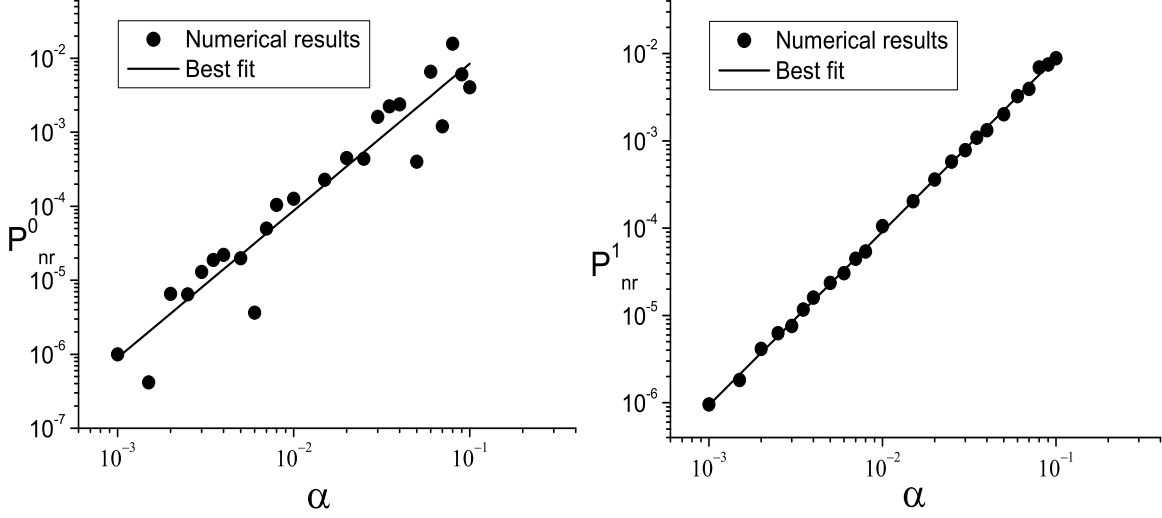 Numerical results
Best fit
10⁻²
10⁻³
10⁻⁴
10⁻⁵
10⁻⁶
10⁻⁷
P⁰nr
10⁻³
10⁻²
10⁻¹
α
Numerical results
Best fit
10⁻²
10⁻³
10⁻⁴
10⁻⁵
10⁻⁶
P¹nr
10⁻³
10⁻²
10⁻¹
α